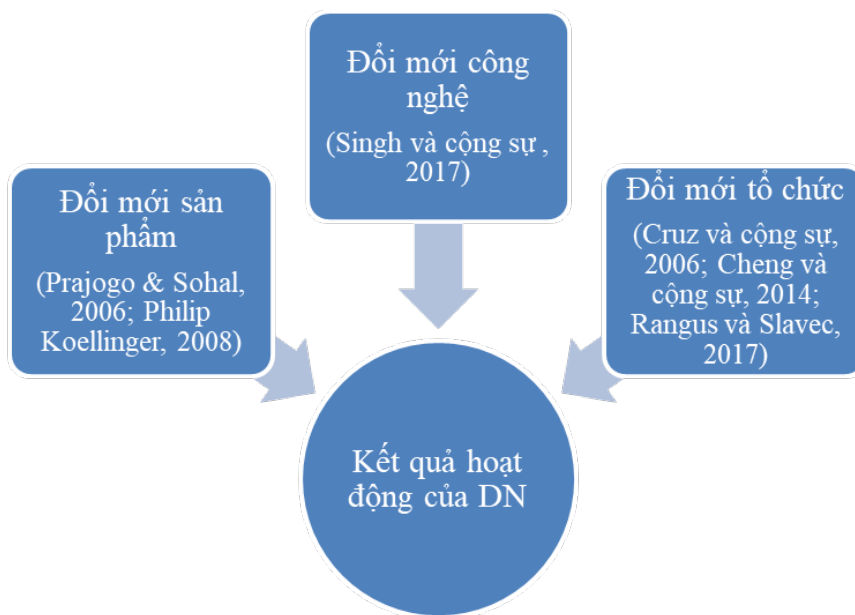 Đổi mới công
nghệ
(Singh và cộng sự ,
2017)
Đổi mới sản
phẩm
(Prajogo & Sohal,
2006; Philip
Koellinger, 2008)
Đổi mới tổ chức
(Cruz và cộng sự,
2006; Cheng và
cộng sự, 2014;
Rangus và Slavec,
2017)
Kết quả hoạt
động của DN